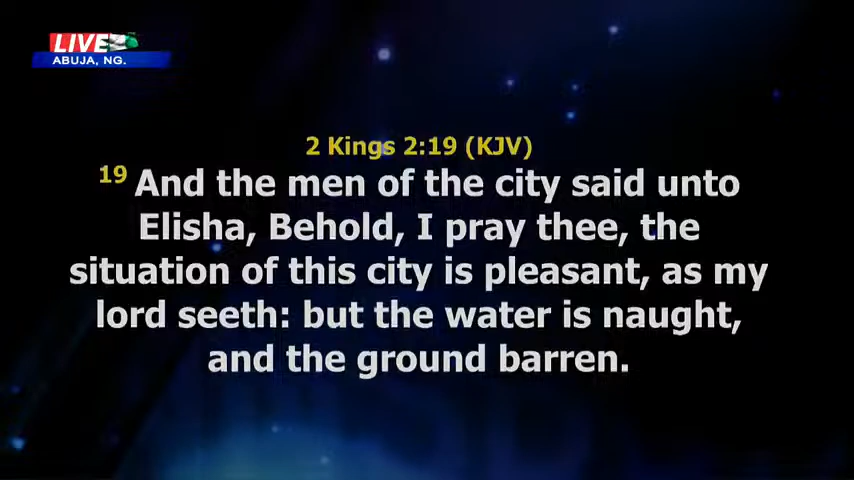 LIVE
ABUJA, NG.
2 Kings 2:19 (KJV)
19 And the men of the city said unto
Elisha, Behold, I pray thee, the
situation of this city is pleasant, as my
lord seeth: but the water is naught,
and the ground barren.